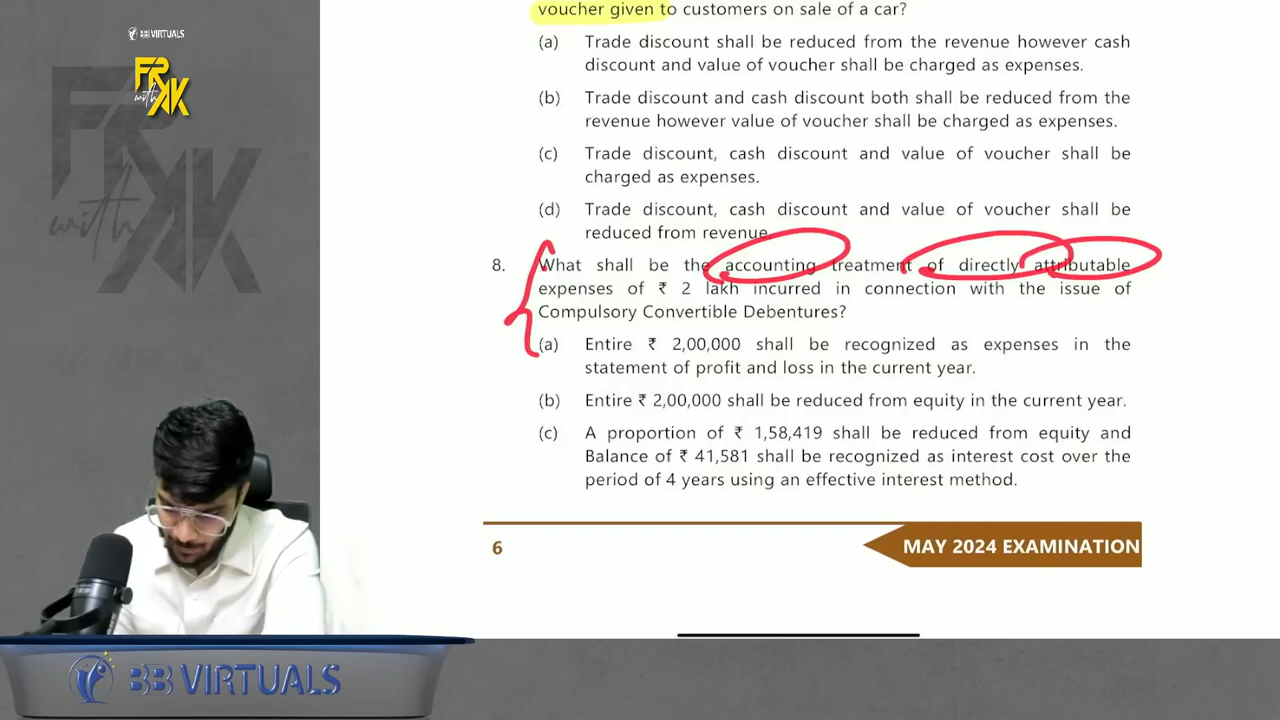 BB VIRTUALS
FR
with AK
FR
with AK
voucher given to customers on sale of a car?
(a) Trade discount shall be reduced from the revenue however cash
discount and value of voucher shall be charged as expenses.
(b) Trade discount and cash discount both shall be reduced from the
revenue however value of voucher shall be charged as expenses.
(c) Trade discount, cash discount and value of voucher shall be
charged as expenses.
(d) Trade discount, cash discount and value of voucher shall be
reduced from revenue.
8. What shall be the accounting treatment of directly attributable
expenses of ₹ 2 lakh incurred in connection with the issue of
Compulsory Convertible Debentures?
(a) Entire ₹ 2,00,000 shall be recognized as expenses in the
statement of profit and loss in the current year.
(b) Entire ₹ 2,00,000 shall be reduced from equity in the current year.
(c) A proportion of ₹ 1,58,419 shall be reduced from equity and
Balance of ₹ 41,581 shall be recognized as interest cost over the
period of 4 years using an effective interest method.
6
MAY 2024 EXAMINATION
BB VIRTUALS